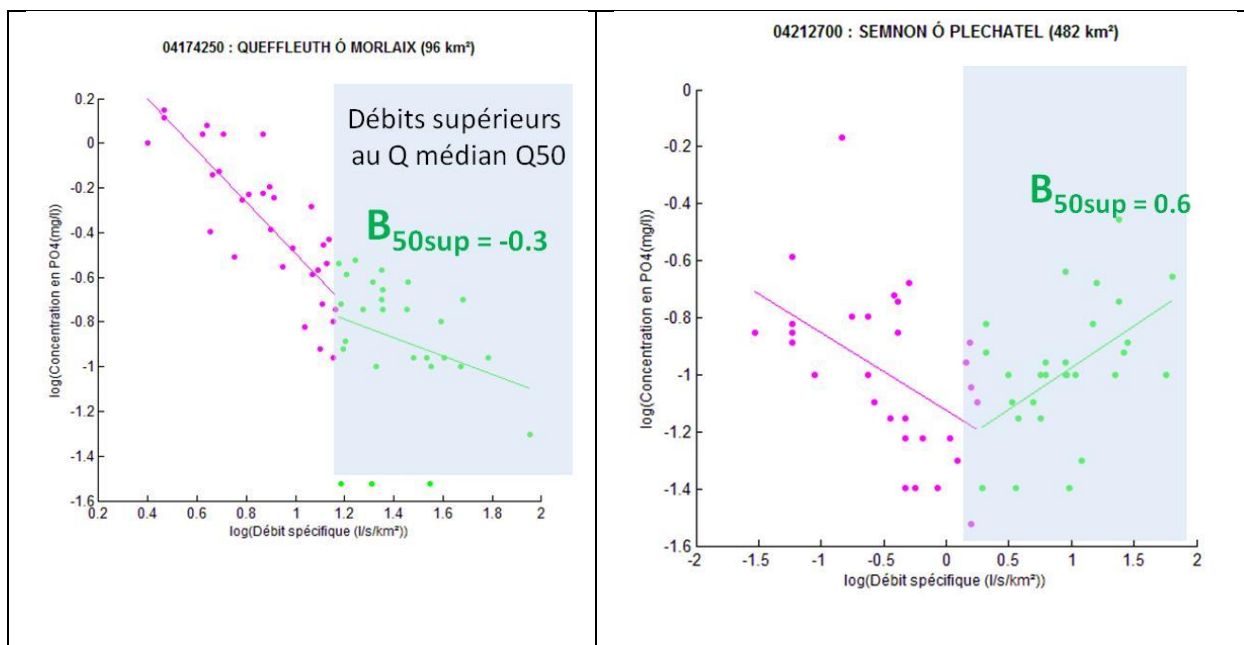 04174250 : QUEFFLEUTH Ó MORLAIX (96 km²)
log(Concentration en PO4(mg/l))
0.2
0
-0.2
-0.4
-0.6
-0.8
-1
-1.2
-1.4
-1.6
Débits supérieurs
au Q médian Q50
B50sup = -0.3
0.2 0.4 0.6 0.8 1 1.2 1.4 1.6 1.8 2
log(Débit spécifique (l/s/km²))
04212700 : SEMNON Ó PLECHATEL (482 km²)
log(Concentration en PO4(mg/l))
0
-0.2
-0.4
-0.6
-0.8
-1
-1.2
-1.4
-1.6
B50sup = 0.6
-2 -1.5 -1 -0.5 0 0.5 1 1.5 2
log(Débit spécifique (l/s/km²))